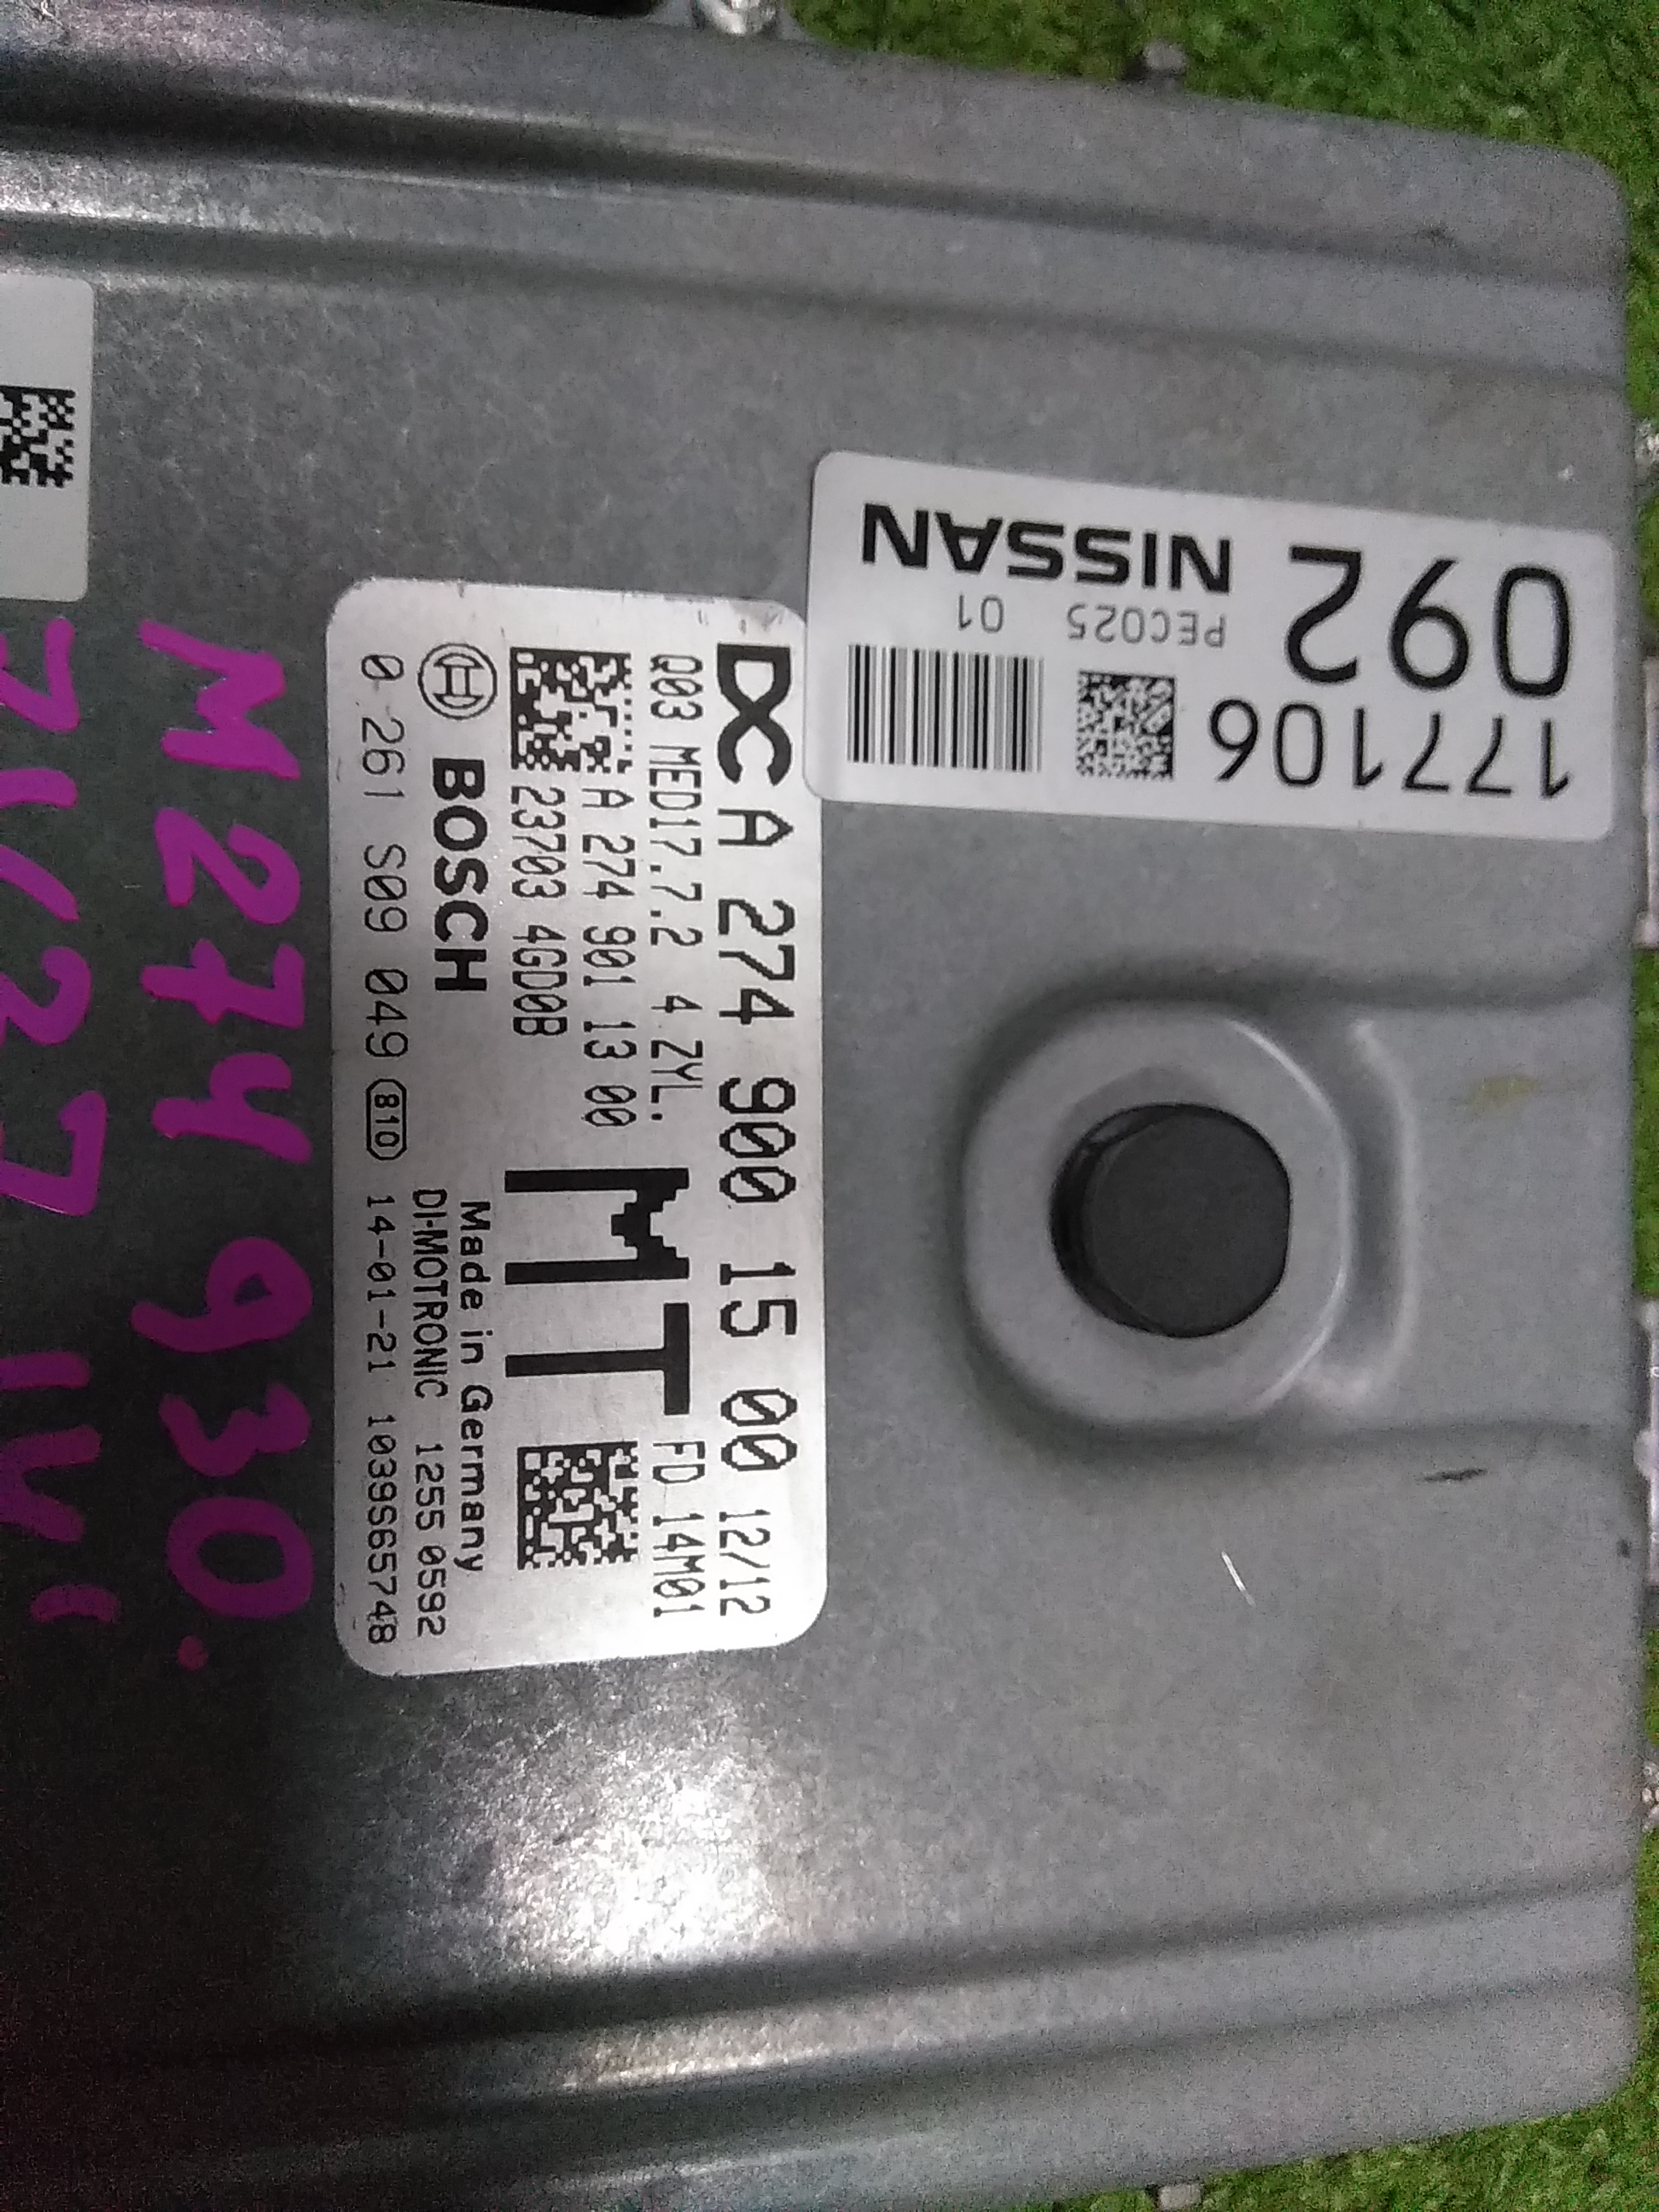 DC A 274 900 15 00 12/12
Q03 MED17.7.2 4 ZYL. FD 14M01
A 274 901 13 00
23703 4GD0B
MT
BOSCH
Made in Germany
DI-MOTRONIC 1255 0592
0 261 S09 049 810 14-01-21 1039S65748
177106
092
PEC025 01
NISSAN
M274 930.